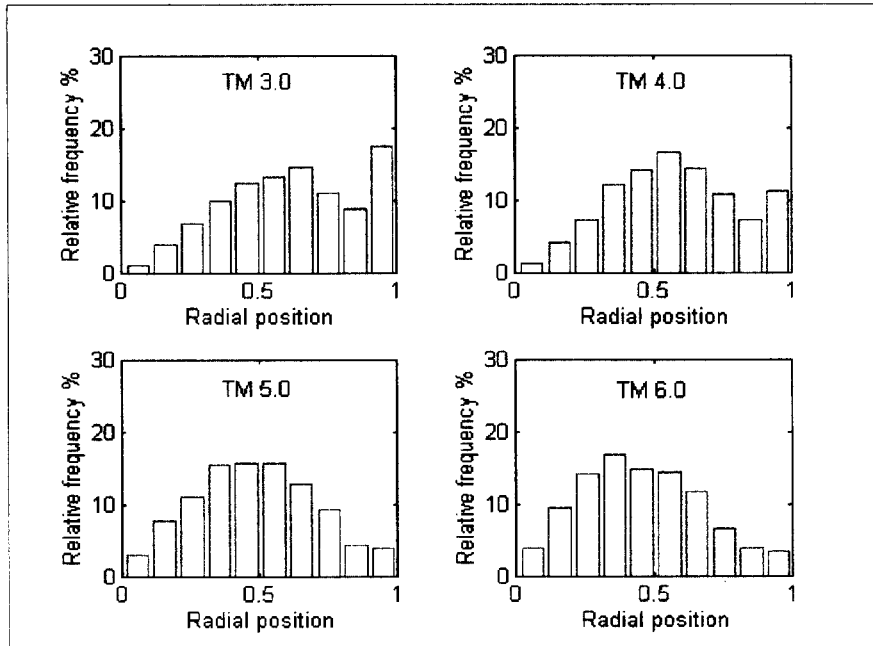 30
20
10
0
Relative frequency %
TM 3.0
0 0.5 1
Radial position
30
20
10
0
Relative frequency %
TM 4.0
0 0.5 1
Radial position
30
20
10
0
Relative frequency %
TM 5.0
0 0.5 1
Radial position
30
20
10
0
Relative frequency %
TM 6.0
0 0.5 1
Radial position